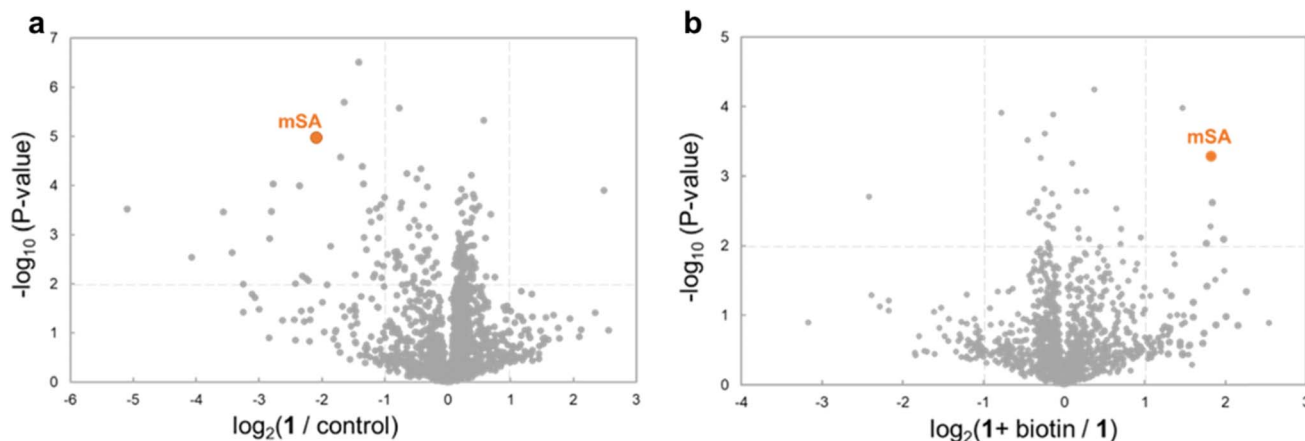 a
7
6
5
4
3
2
1
0
-log10 (P-value)
mSA
-6 -5 -4 -3 -2 -1 0 1 2 3
log2(1 / control)
b
5
4
3
2
1
0
-log10 (P-value)
mSA
-4 -3 -2 -1 0 1 2 3
log2(1+ biotin / 1)